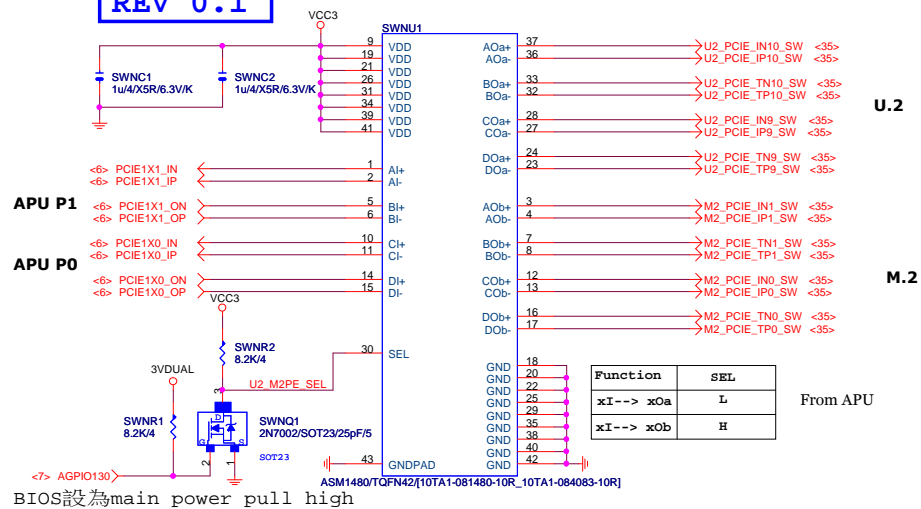 REV 0.1
VCC3
SWNU1
SWNC1
1u/4/X5R/6.3V/K
SWNC2
1u/4/X5R/6.3V/K
9 VDD
19 VDD
21 VDD
26 VDD
31 VDD
34 VDD
39 VDD
41 VDD
AOa+ 37 U2_PCIE_IN10_SW <35>
AOa- 36 U2_PCIE_IP10_SW <35>
BOa+ 33 U2_PCIE_TN10_SW <35>
BOa- 32 U2_PCIE_TP10_SW <35>
COa+ 28 U2_PCIE_IN9_SW <35>
COa- 27 U2_PCIE_IP9_SW <35>
DOa+ 24 U2_PCIE_TN9_SW <35>
DOa- 23 U2_PCIE_TP9_SW <35>
U.2
APU P1
<6> PCIE1X1_IN 1 AI+
<6> PCIE1X1_IP 2 AI-
<6> PCIE1X1_ON 5 BI+
<6> PCIE1X1_OP 6 BI-
APU P0
<6> PCIE1X0_IN 10 CI+
<6> PCIE1X0_IP 11 CI-
<6> PCIE1X0_ON 14 DI+
<6> PCIE1X0_OP 15 DI-
AOb+ 3 M2_PCIE_IN1_SW <35>
AOb- 4 M2_PCIE_IP1_SW <35>
BOb+ 7 M2_PCIE_TN1_SW <35>
BOb- 8 M2_PCIE_TP1_SW <35>
COb+ 12 M2_PCIE_IN0_SW <35>
COb- 13 M2_PCIE_IP0_SW <35>
DOb+ 16 M2_PCIE_TN0_SW <35>
DOb- 17 M2_PCIE_TP0_SW <35>
M.2
VCC3
SWNR2
8.2K/4
30 SEL
U2_M2PE_SEL
3VDUAL
SWNR1
8.2K/4
3
D
G
S
2
1
SWNQ1
2N7002/SOT23/25pF/5
SOT23
<7> AGPIO130
43 GNDPAD
GND 18
GND 20
GND 22
GND 25
GND 29
GND 35
GND 38
GND 40
GND 42
Function SEL
xI--> xOa L
xI--> xOb H
From APU
ASM1480/TQFN42/[10TA1-081480-10R_10TA1-084083-10R]
BIOS設為main power pull high